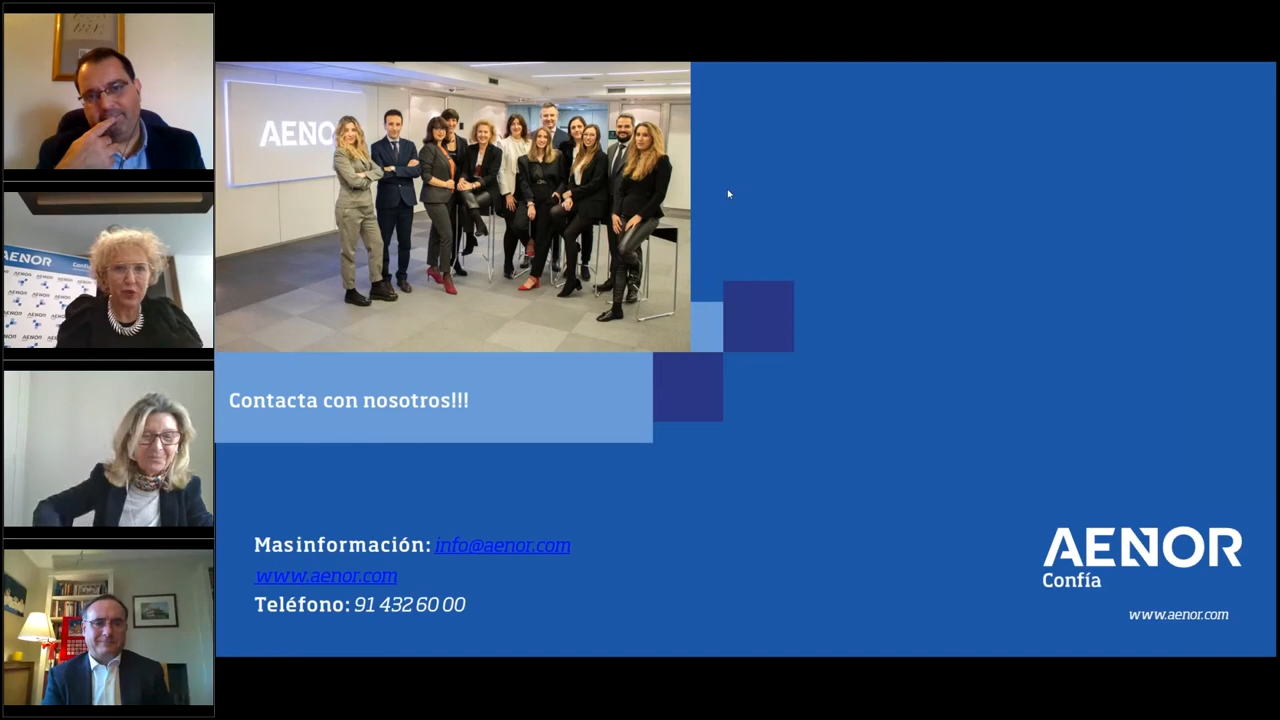 AENOR
Confía
AENOR
Contacta con nosotros!!!
Masinformación: info@aenor.com
www.aenor.com
Teléfono: 91 432 60 00
AENOR
Confía
www.aenor.com